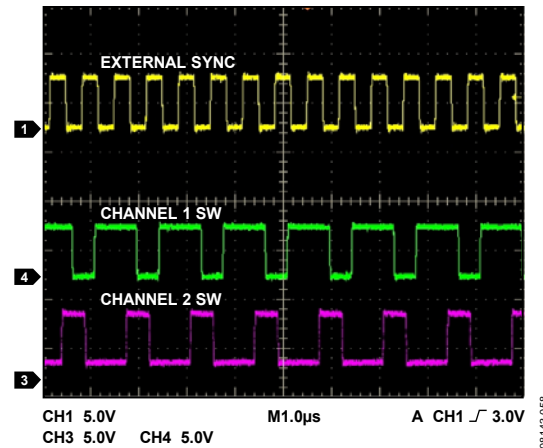 EXTERNAL SYNC
1
CHANNEL 1 SW
4
CHANNEL 2 SW
3
CH1 5.0V M1.0µs A CH1 3.0V
CH3 5.0V CH4 5.0V